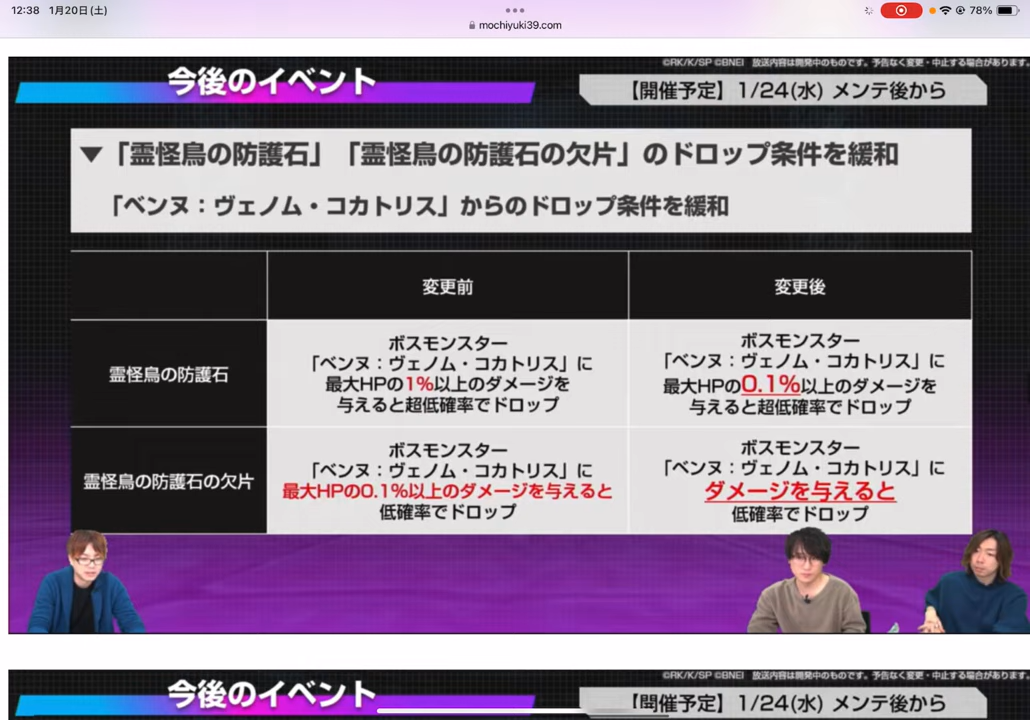 12:38 1月20日(土)
78%
mochiyuki39.com
©RK/K/SP ©BNEI 放送内容は開発中のものです。予告なく変更・中止する場合があります。
今後のイベント
【開催予定】1/24(水) メンテ後から
▼「霊怪鳥の防護石」「霊怪鳥の防護石の欠片」のドロップ条件を緩和
「ベンヌ：ヴェノム・コカトリス」からのドロップ条件を緩和
変更前
変更後
霊怪鳥の防護石
ボスモンスター
「ベンヌ：ヴェノム・コカトリス」に
最大HPの1%以上のダメージを
与えると超低確率でドロップ
ボスモンスター
「ベンヌ：ヴェノム・コカトリス」に
最大HPの0.1%以上のダメージを
与えると超低確率でドロップ
霊怪鳥の防護石の欠片
ボスモンスター
「ベンヌ：ヴェノム・コカトリス」に
最大HPの0.1%以上のダメージを与えると
低確率でドロップ
ボスモンスター
「ベンヌ：ヴェノム・コカトリス」に
ダメージを与えると
低確率でドロップ
©RK/K/SP ©BNEI 放送内容は開発中のものです。予告なく変更・中止する場合があります。
今後のイベント
【開催予定】1/24(水) メンテ後から